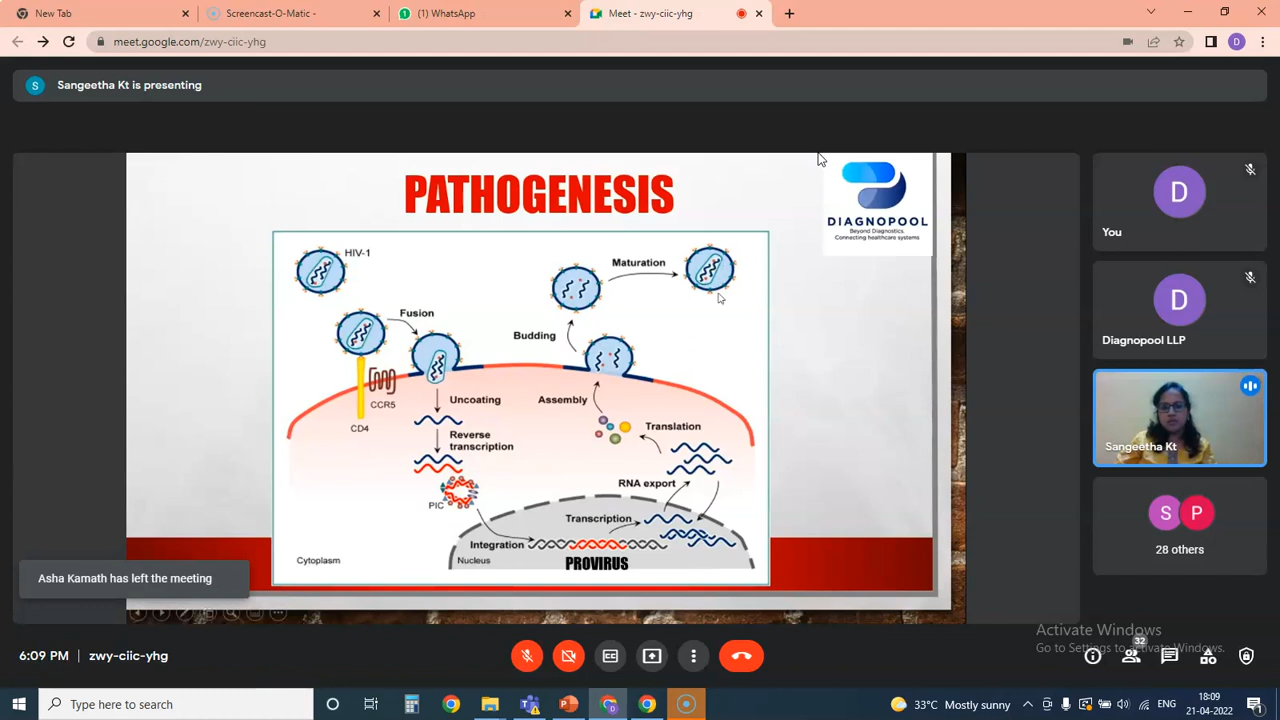 New Tab
Screencast-O-Matic
(1) WhatsApp
Meet - zwy-ciic-yhg
meet.google.com/zwy-ciic-yhg
D
S
Sangeetha Kt is presenting
PATHOGENESIS
DIAGNOPOOL
Beyond Diagnostics.
Connecting healthcare systems
HIV-1
Maturation
Fusion
Budding
CCR5
CD4
Uncoating
Assembly
Reverse
transcription
Translation
PIC
RNA export
Transcription
Integration
Cytoplasm
Nucleus
PROVIRUS
D
You
D
Diagnopool LLP
Sangeetha Kt
S
P
28 others
Asha Kamath has left the meeting
Activate Windows
Go to Settings to activate Windows.
6:09 PM
zwy-ciic-yhg
32
Type here to search
33°C Mostly sunny
ENG
18:09
21-04-2022